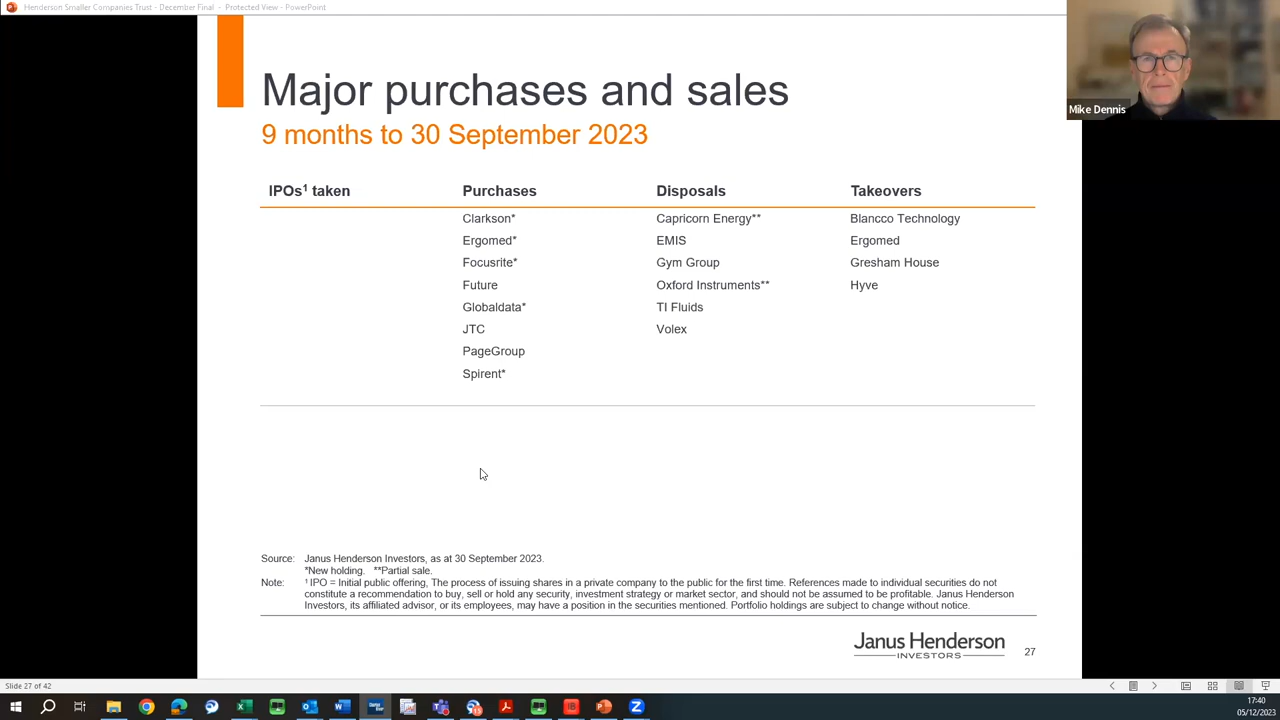 Henderson Smaller Companies Trust - December Final - Protected View - PowerPoint
Mike Dennis
Major purchases and sales
9 months to 30 September 2023
IPOs¹ taken Purchases Disposals Takeovers
Clarkson* Capricorn Energy** Blancco Technology
Ergomed* EMIS Ergomed
Focusrite* Gym Group Gresham House
Future Oxford Instruments** Hyve
Globaldata* TI Fluids
JTC Volex
PageGroup
Spirent*
Source: Janus Henderson Investors, as at 30 September 2023.
*New holding. **Partial sale.
Note: ¹ IPO = Initial public offering, The process of issuing shares in a private company to the public for the first time. References made to individual securities do not
constitute a recommendation to buy, sell or hold any security, investment strategy or market sector, and should not be assumed to be profitable. Janus Henderson
Investors, its affiliated advisor, or its employees, may have a position in the securities mentioned. Portfolio holdings are subject to change without notice.
Janus Henderson
INVESTORS
27
Slide 27 of 42
17:40
05/12/2023